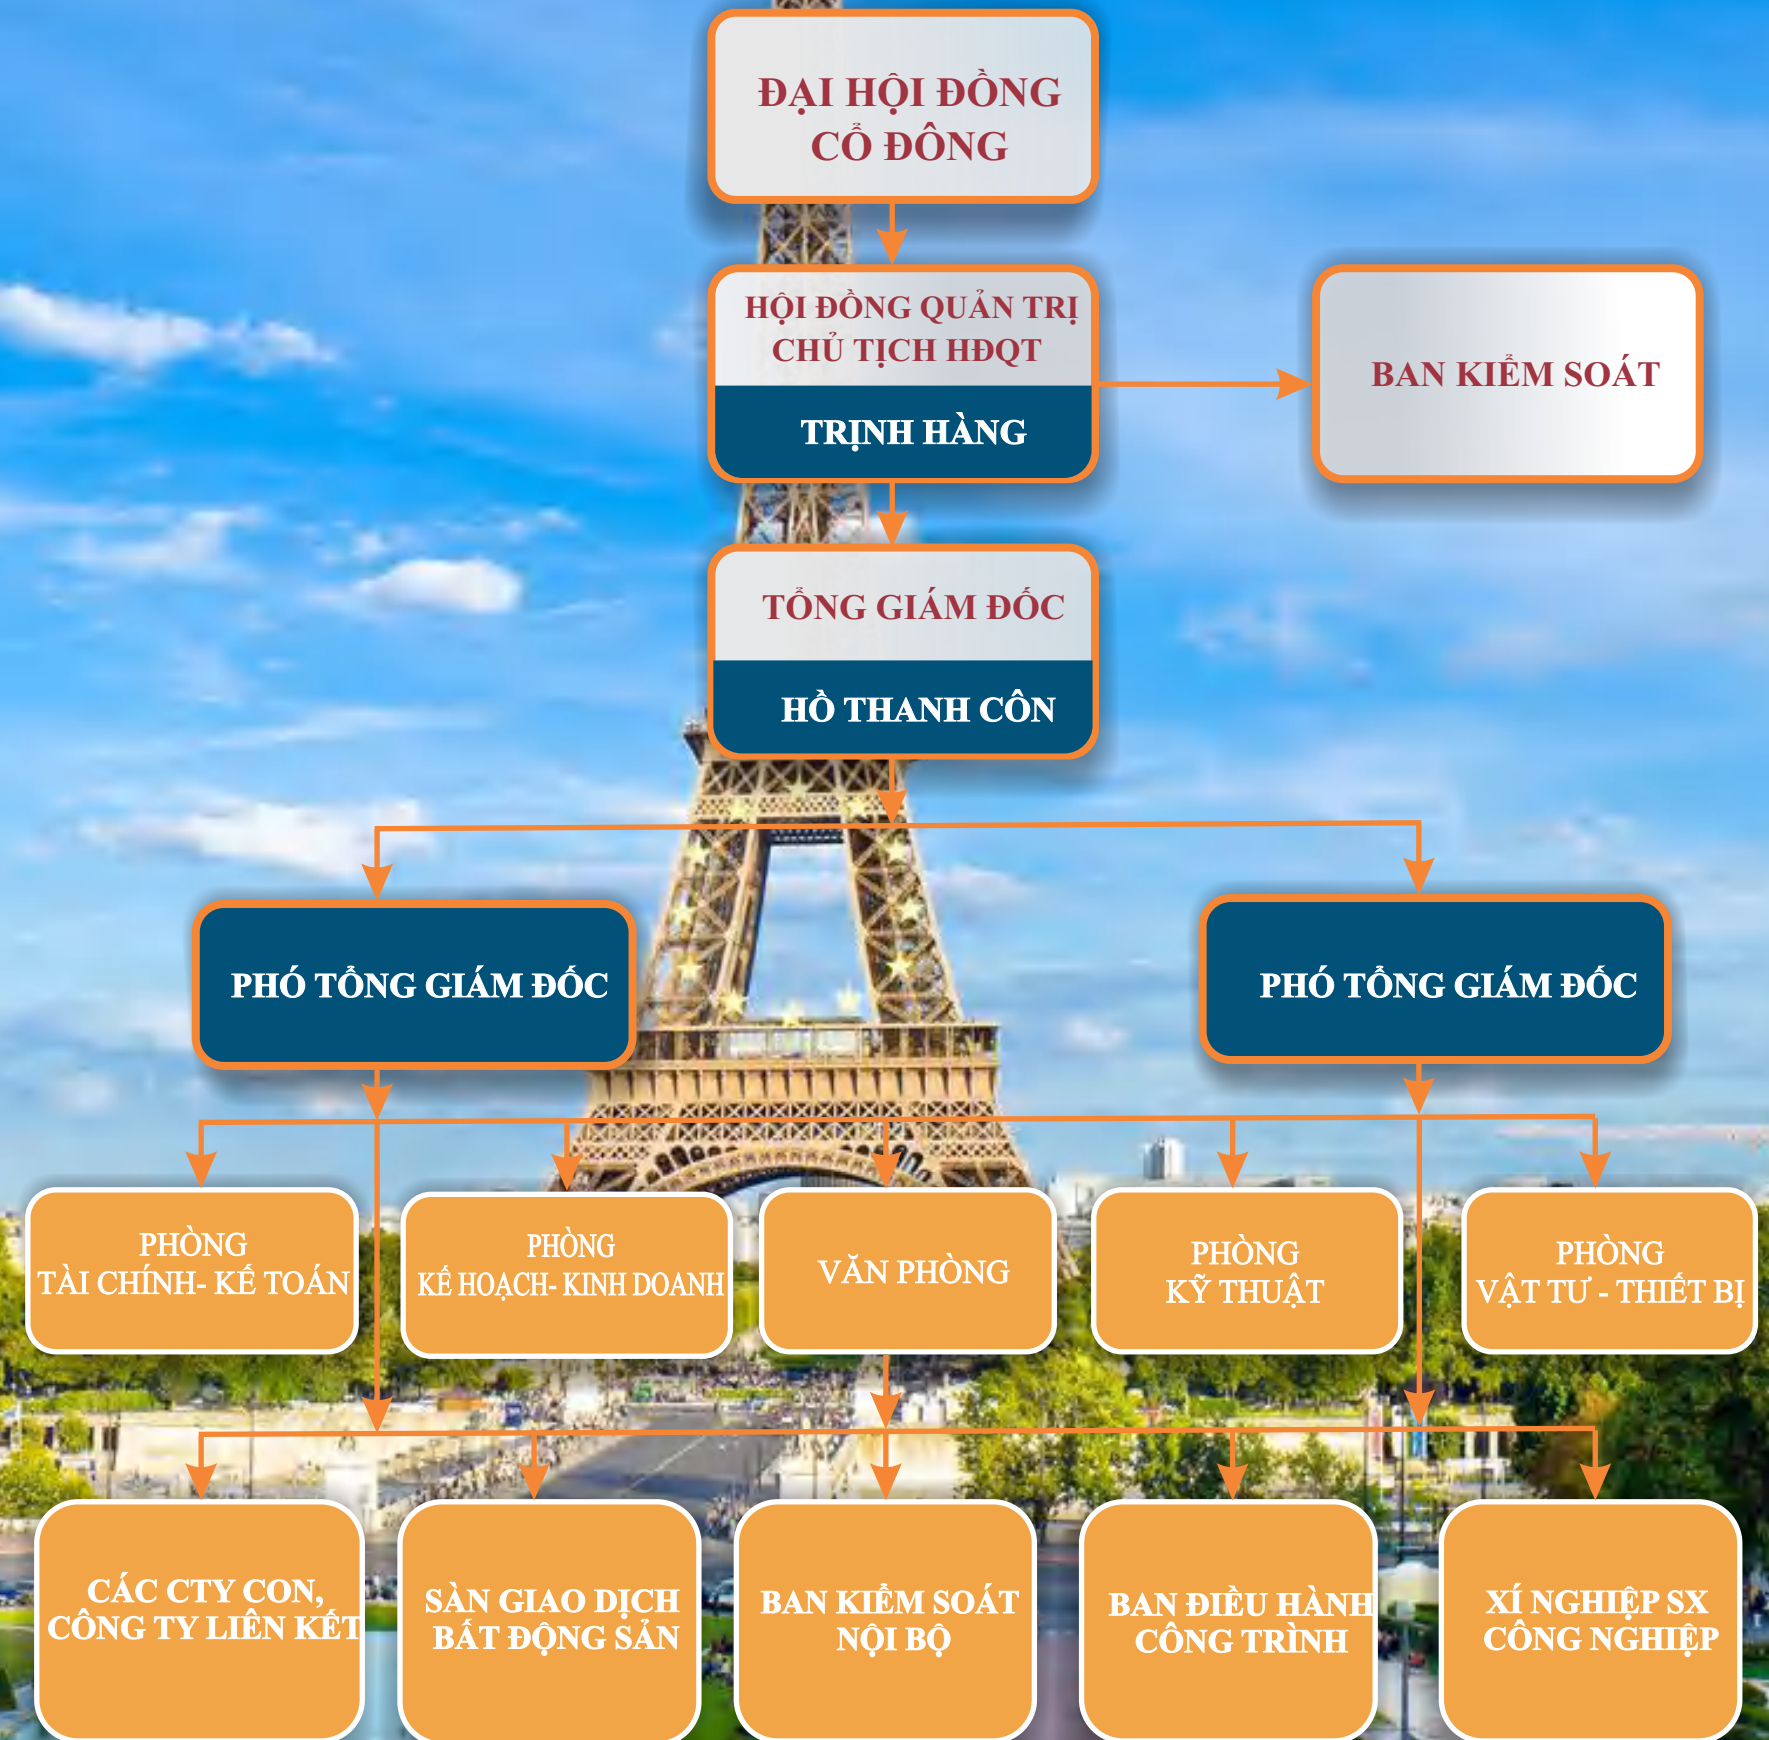 ĐẠI HỘI ĐỒNG
CỔ ĐÔNG
HỘI ĐỒNG QUẢN TRỊ
CHỦ TỊCH HĐQT
TRỊNH HÀNG
BAN KIỂM SOÁT
TỔNG GIÁM ĐỐC
HỒ THANH CÔN
PHÓ TỔNG GIÁM ĐỐC
PHÓ TỔNG GIÁM ĐỐC
PHÒNG
TÀI CHÍNH- KẾ TOÁN
PHÒNG
KẾ HOẠCH- KINH DOANH
VĂN PHÒNG
PHÒNG
KỸ THUẬT
PHÒNG
VẬT TƯ - THIẾT BỊ
CÁC CTY CON,
CÔNG TY LIÊN KẾT
SÀN GIAO DỊCH
BẤT ĐỘNG SẢN
BAN KIỂM SOÁT
NỘI BỘ
BAN ĐIỀU HÀNH
CÔNG TRÌNH
XÍ NGHIỆP SX
CÔNG NGHIỆP